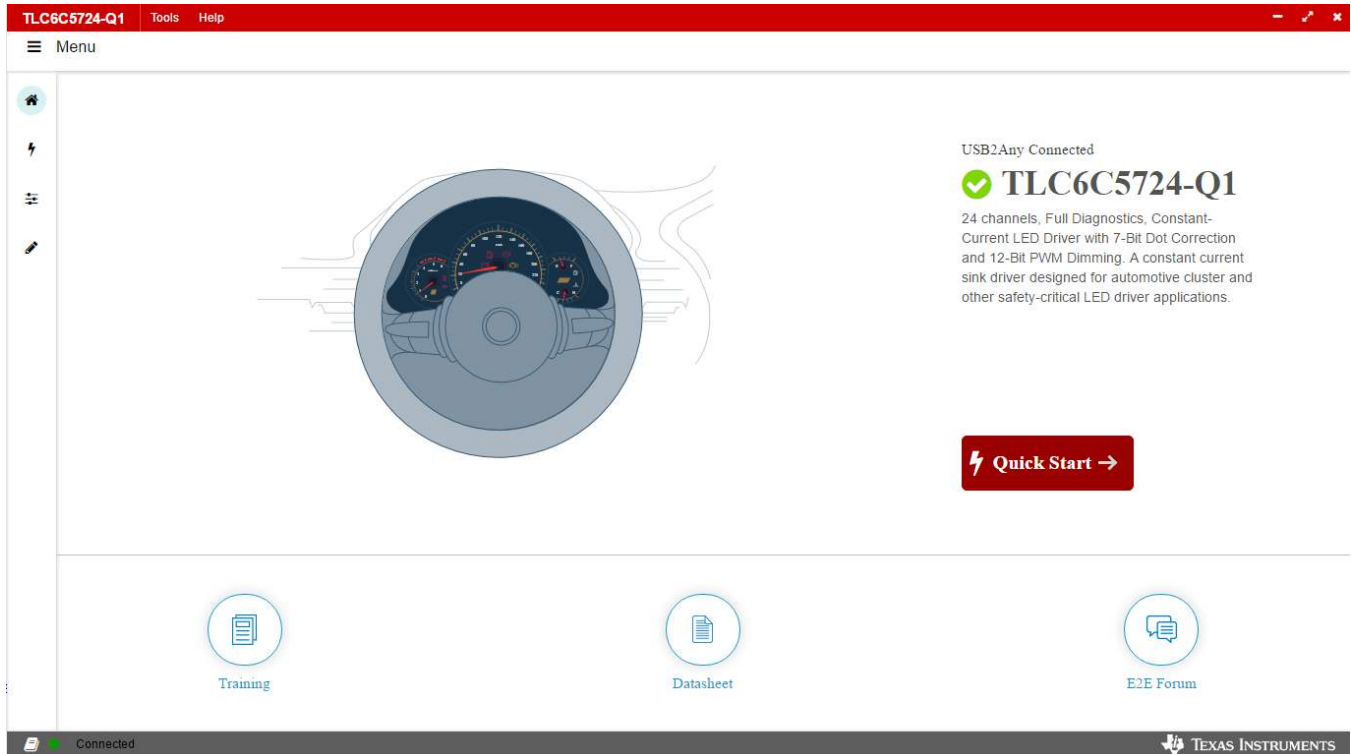 TLC6C5724-Q1 Tools Help
Menu
USB2Any Connected
TLC6C5724-Q1
24 channels, Full Diagnostics, Constant-
Current LED Driver with 7-Bit Dot Correction
and 12-Bit PWM Dimming. A constant current
sink driver designed for automotive cluster and
other safety-critical LED driver applications.
Quick Start
Training
Datasheet
E2E Forum
Connected
TEXAS INSTRUMENTS